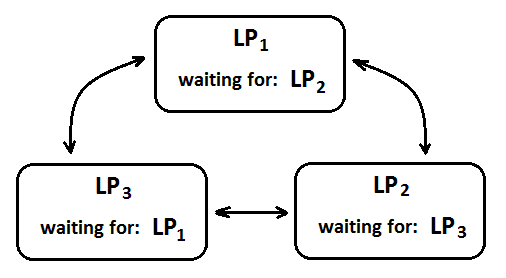 LP₁
waiting for: LP₂
LP₃
waiting for: LP₁
LP₂
waiting for: LP₃